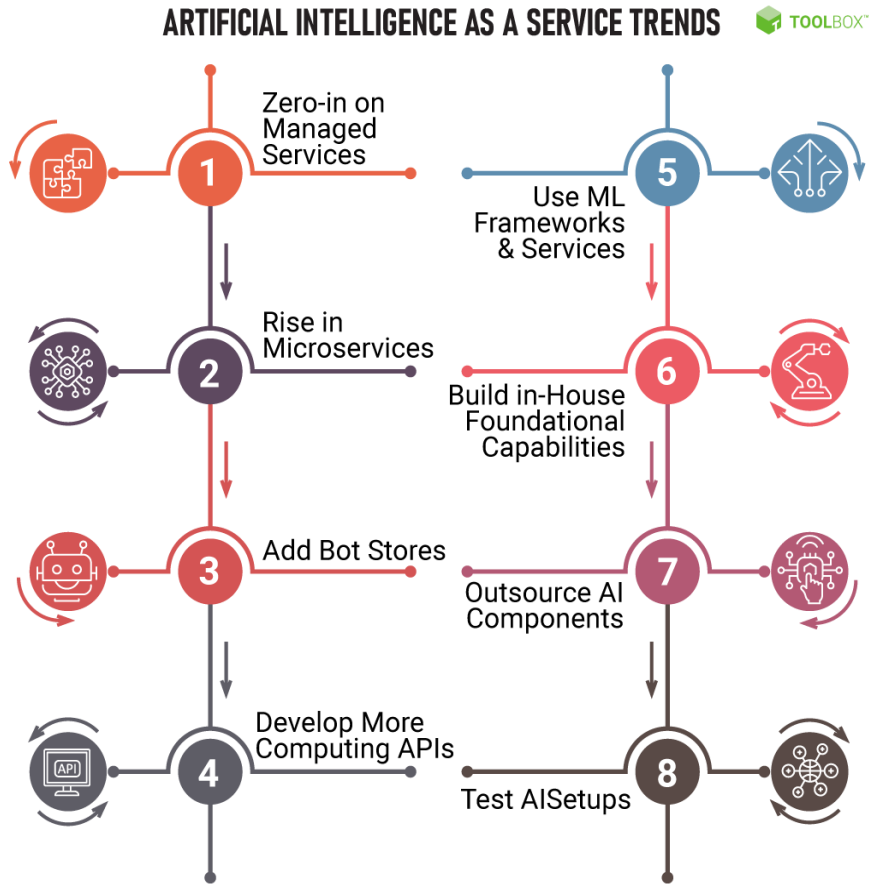 ARTIFICIAL INTELLIGENCE AS A SERVICE TRENDS
TOOLBOX™
1
Zero-in on
Managed
Services
2
Rise in
Microservices
3
Add Bot Stores
4
Develop More
Computing APIs
API
5
Use ML
Frameworks
& Services
6
Build in-House
Foundational
Capabilities
7
Outsource AI
Components
8
Test AISetups